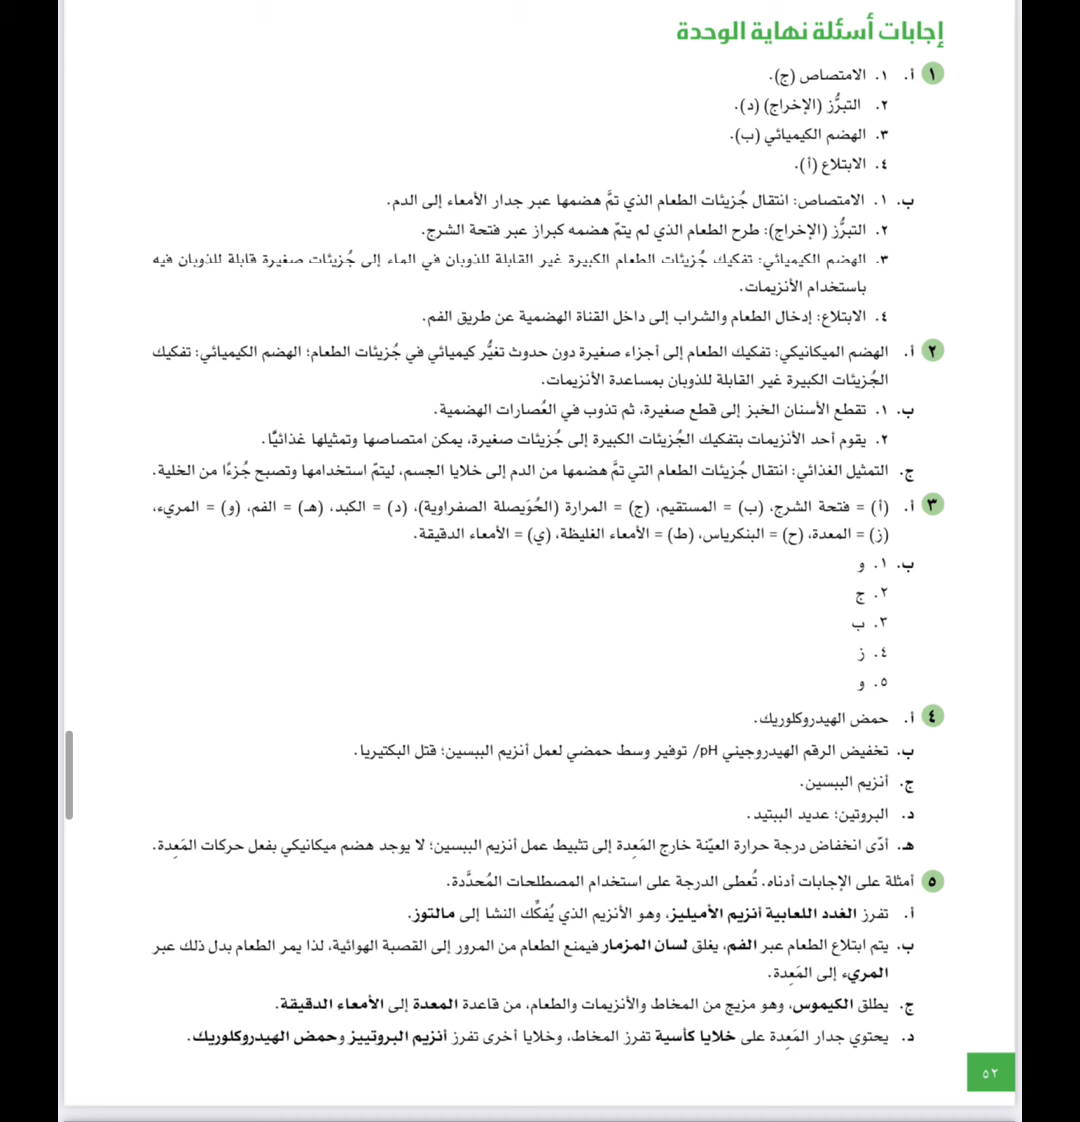 إجابات أسئلة نهاية الوحدة
١ أ. ١. الامتصاص (ج).
٢. التبرُّز (الإخراج) (د).
٣. الهضم الكيميائي (ب).
٤. الابتلاع (أ).
ب. ١. الامتصاص: انتقال جُزيئات الطعام الذي تمَّ هضمها عبر جدار الأمعاء إلى الدم.
٢. التبرُّز (الإخراج): طرح الطعام الذي لم يتمّ هضمه كبراز عبر فتحة الشرج.
٣. الهضم الكيميائي: تفكيك جُزيئات الطعام الكبيرة غير القابلة للذوبان في الماء إلى جُزيئات صغيرة قابلة للذوبان فيه
باستخدام الأنزيمات.
٤. الابتلاع: إدخال الطعام والشراب إلى داخل القناة الهضمية عن طريق الفم.
٢ أ. الهضم الميكانيكي: تفكيك الطعام إلى أجزاء صغيرة دون حدوث تغيُّر كيميائي في جُزيئات الطعام؛ الهضم الكيميائي: تفكيك
الجُزيئات الكبيرة غير القابلة للذوبان بمساعدة الأنزيمات.
ب. ١. تقطع الأسنان الخبز إلى قطع صغيرة، ثم تذوب في العُصارات الهضمية.
٢. يقوم أحد الأنزيمات بتفكيك الجُزيئات الكبيرة إلى جُزيئات صغيرة، يمكن امتصاصها وتمثيلها غذائيًّا.
ج. التمثيل الغذائي: انتقال جُزيئات الطعام التي تمَّ هضمها من الدم إلى خلايا الجسم، ليتمّ استخدامها وتصبح جُزءًا من الخلية.
٣ أ. (أ) = فتحة الشرج، (ب) = المستقيم، (ج) = المرارة (الحُوَيصلة الصفراوية)، (د) = الكبد، (هـ) = الفم، (و) = المريء،
(ز) = المعدة، (ح) = البنكرياس، (ط) = الأمعاء الغليظة، (ي) = الأمعاء الدقيقة.
ب. ١. و
٢. ج
٣. ب
٤. ز
٥. و
٤ أ. حمض الهيدروكلوريك.
ب. تخفيض الرقم الهيدروجيني pH/ توفير وسط حمضي لعمل أنزيم الببسين؛ قتل البكتيريا.
ج. أنزيم الببسين.
د. البروتين؛ عديد الببتيد.
هـ. أدّى انخفاض درجة حرارة العيّنة خارج المَعِدة إلى تثبيط عمل أنزيم الببسين؛ لا يوجد هضم ميكانيكي بفعل حركات المَعِدة.
٥ أمثلة على الإجابات أدناه. تُعطى الدرجة على استخدام المصطلحات المُحدَّدة.
أ. تفرز الغدد اللعابية أنزيم الأميليز، وهو الأنزيم الذي يُفكِّك النشا إلى مالتوز.
ب. يتم ابتلاع الطعام عبر الفم، يغلق لسان المزمار فيمنع الطعام من المرور إلى القصبة الهوائية، لذا يمر الطعام بدل ذلك عبر
المريء إلى المَعِدة.
ج. يطلق الكيموس، وهو مزيج من المخاط والأنزيمات والطعام، من قاعدة المعدة إلى الأمعاء الدقيقة.
د. يحتوي جدار المَعِدة على خلايا كأسية تفرز المخاط، وخلايا أخرى تفرز أنزيم البروتييز وحمض الهيدروكلوريك.
٥٢